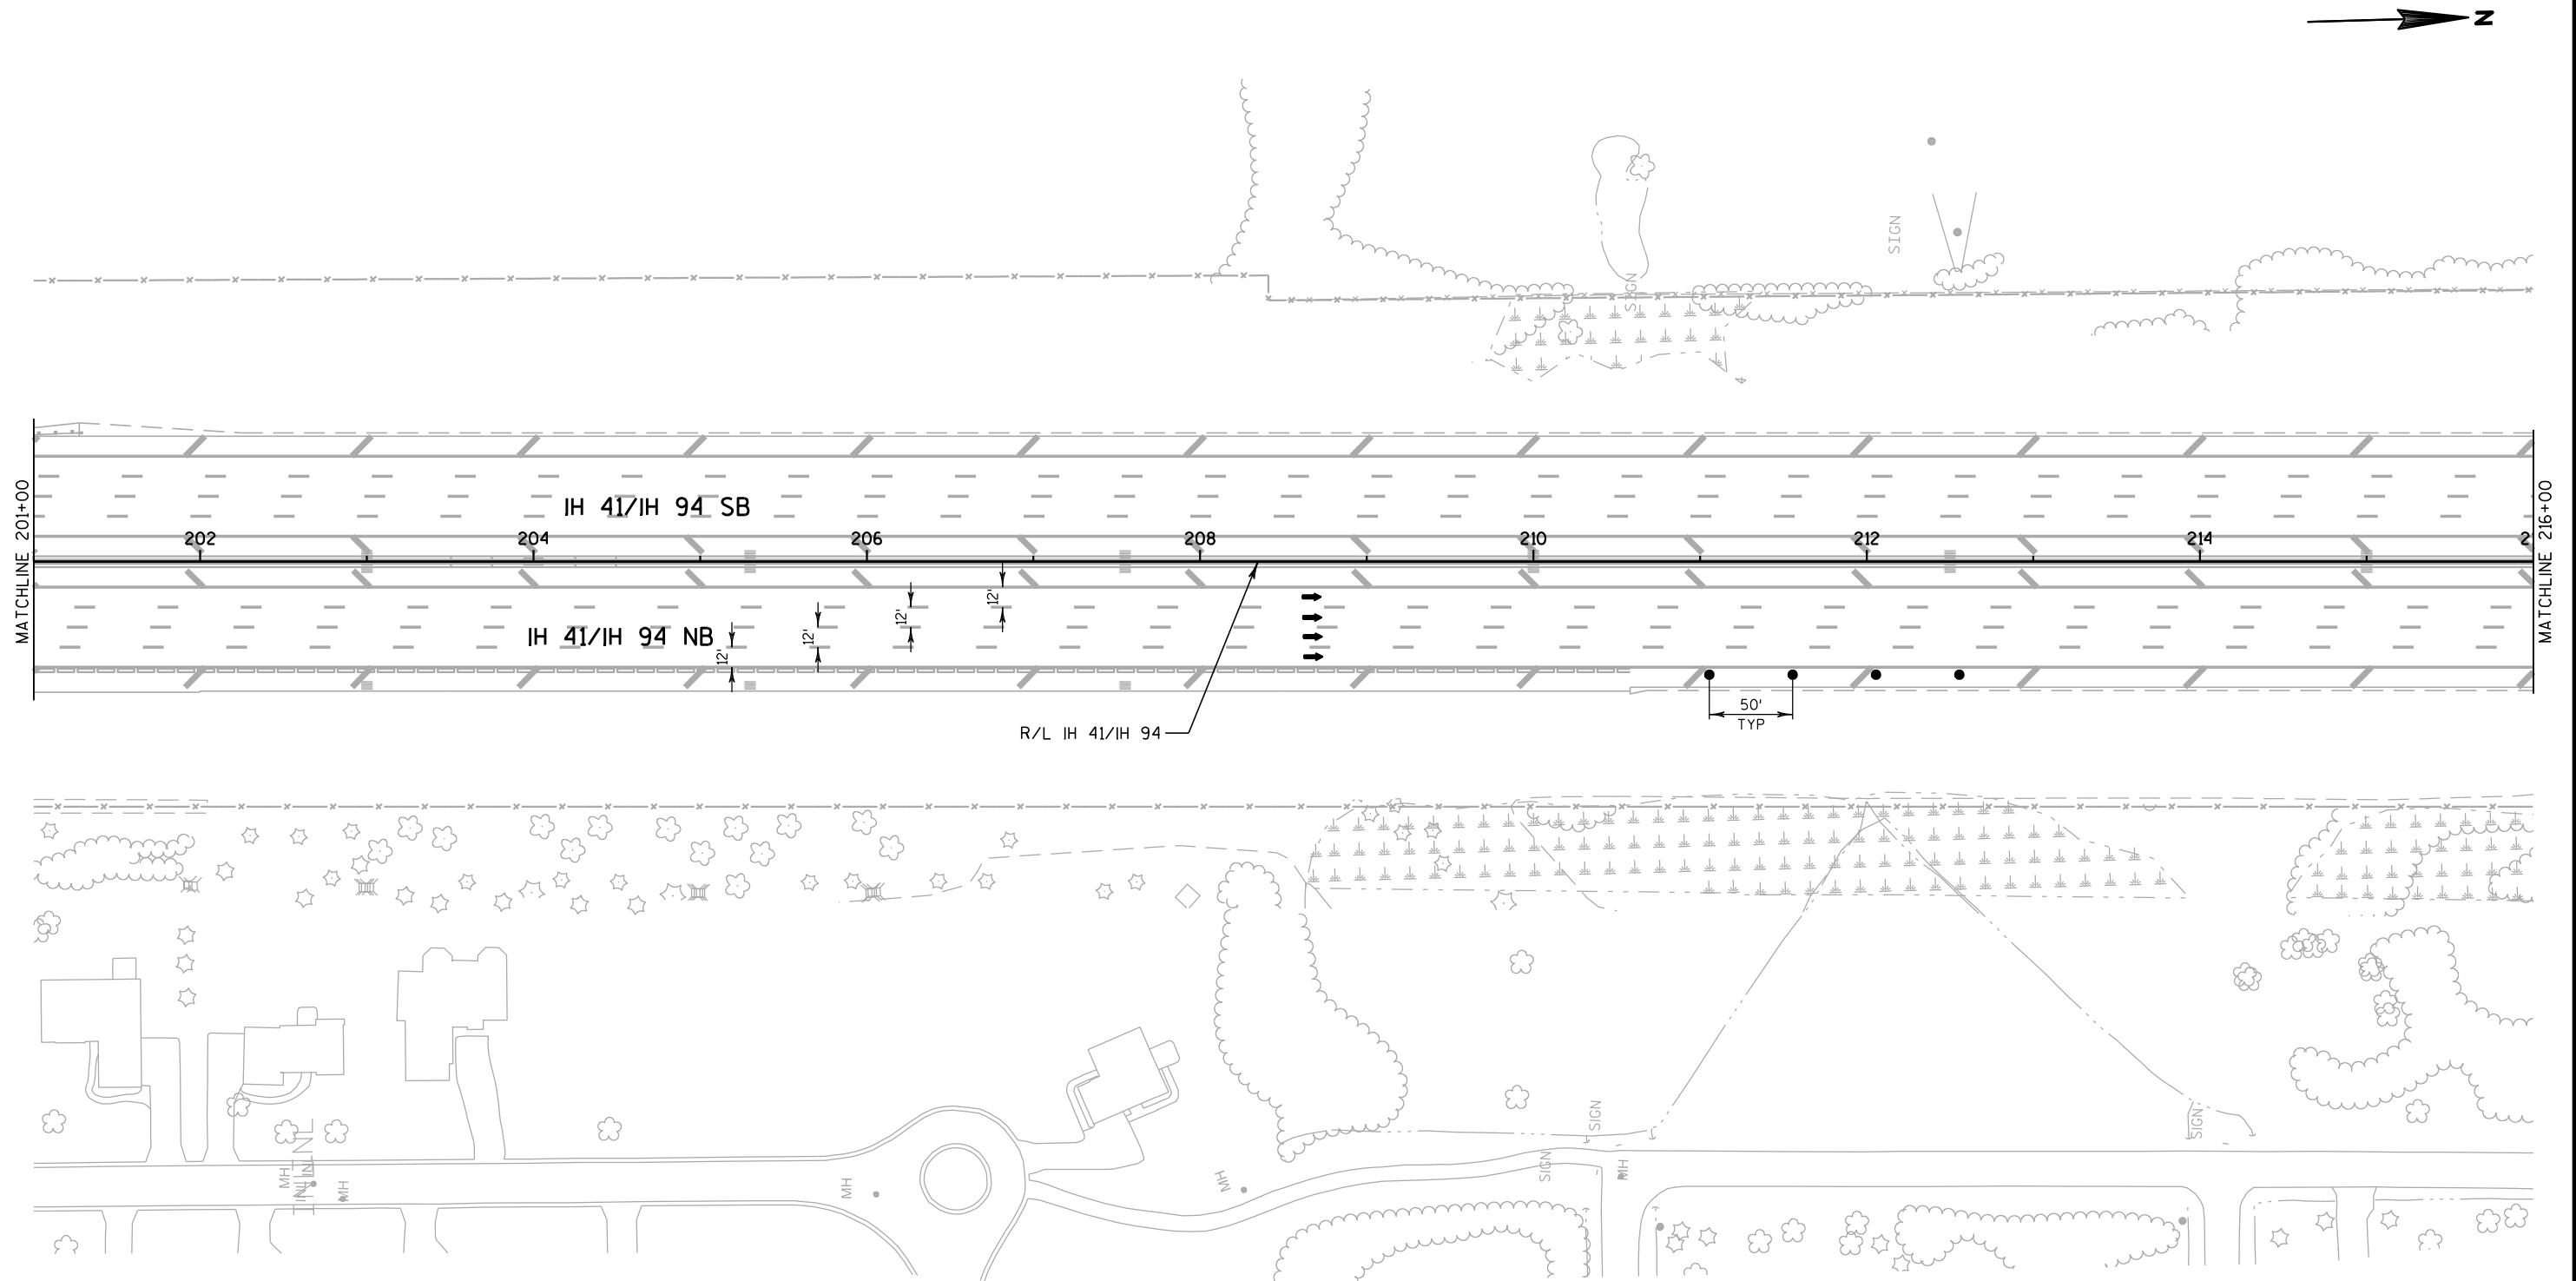 N
SIGN
SIGN
MATCHLINE 201+00
IH 41/IH 94 SB
MATCHLINE 216+00
202
204
206
208
210
212
214
2
12'
12'
12'
12'
IH 41/IH 94 NB
50'
TYP
R/L IH 41/IH 94
SIGN
SIGN
SIGN
MH
INL
MH
MH
MH
MH